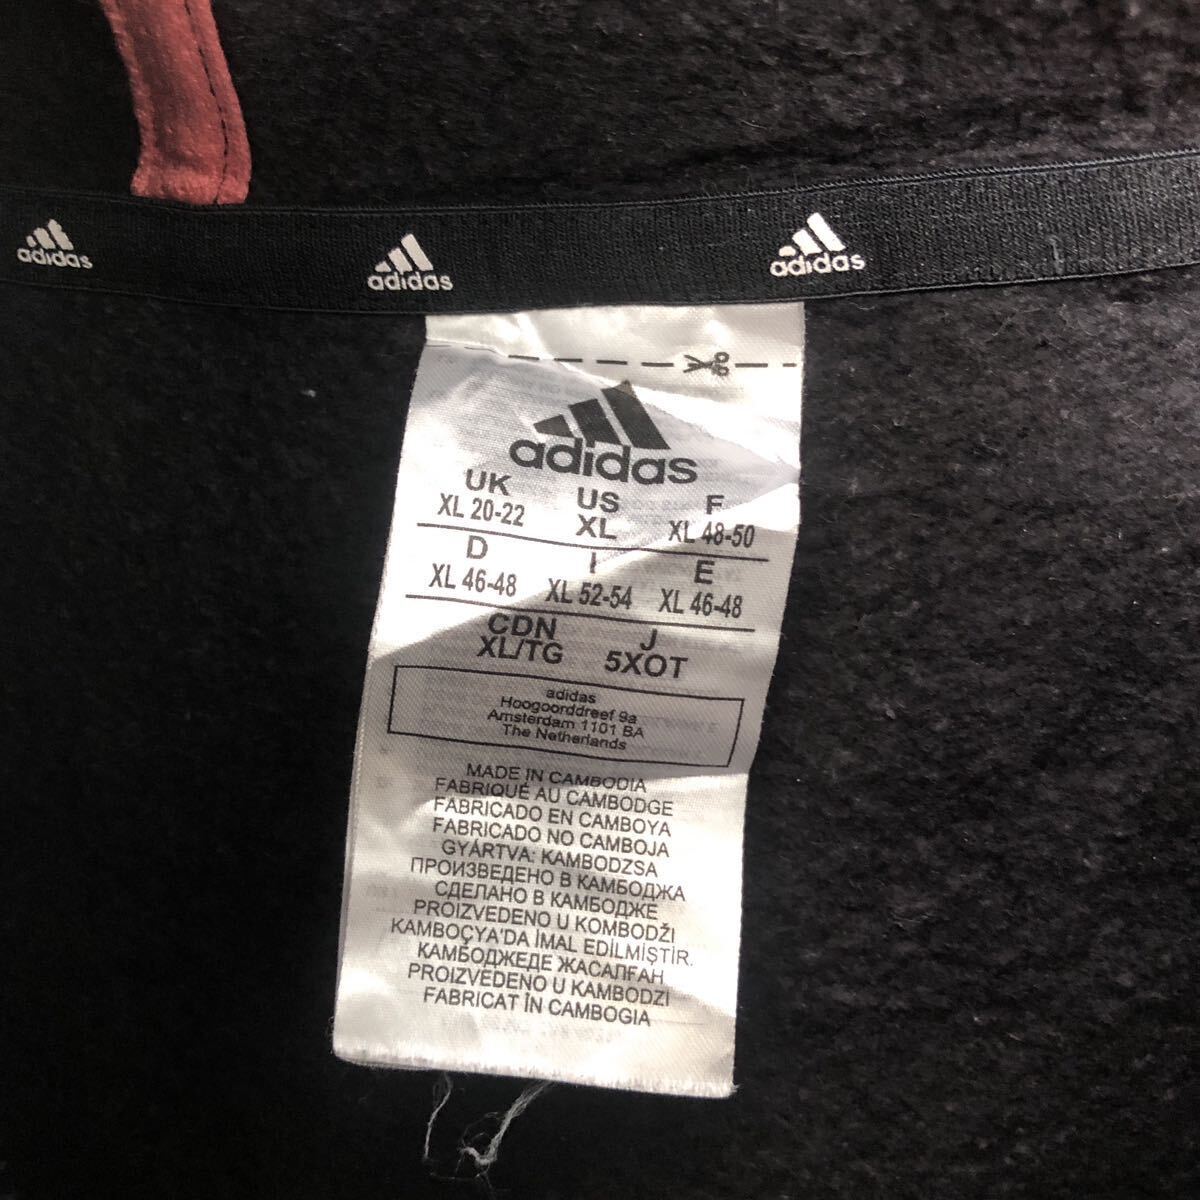 adidas adidas adidas
adidas
UK US F
XL 20-22 XL XL 48-50
D I E
XL 46-48 XL 52-54 XL 46-48
CDN J
XL/TG 5XOT
adidas
Hoogoorddreef 9a
Amsterdam 1101 BA
The Netherlands
MADE IN CAMBODIA
FABRIQUÉ AU CAMBODGE
FABRICADO EN CAMBOYA
FABRICADO NO CAMBOJA
GYÁRTVA: KAMBODZSA
ПРОИЗВЕДЕНО В КАМБОДЖА
СДЕЛАНО В КАМБОДЖЕ
PROIZVEDENO U KOMBODŽI
KAMBOÇYA'DA İMAL EDİLMİŞTİR.
КАМБОДЖЕДЕ ЖАСАЛҒАН
PROIZVEDENO U KAMBODZI
FABRICAT ÎN CAMBOGIA